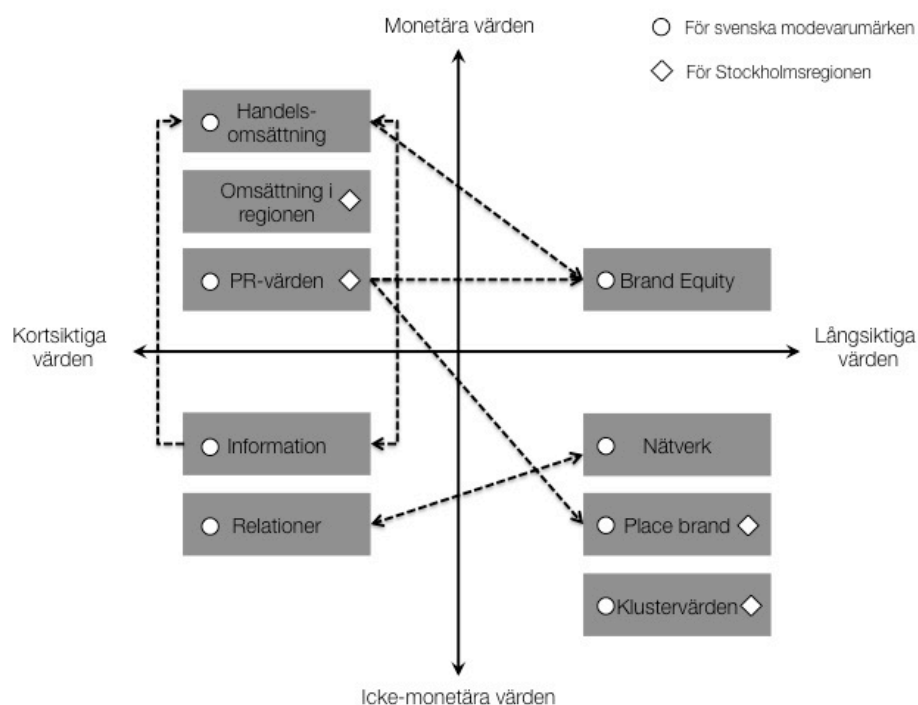 Monetära värden
För svenska modevarumärken
För Stockholmsregionen
Handels-
omsättning
Omsättning i
regionen
PR-värden
Brand Equity
Kortsiktiga
värden
Långsiktiga
värden
Information
Nätverk
Relationer
Place brand
Klustervärden
Icke-monetära värden